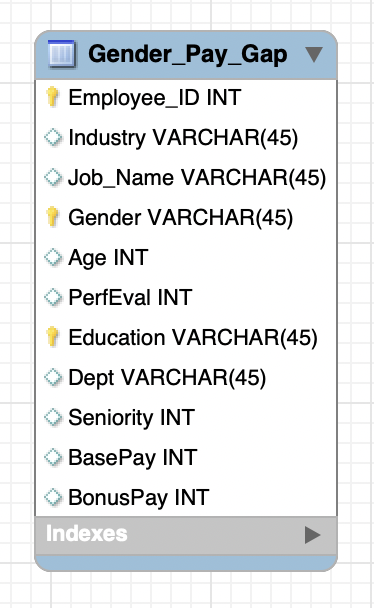 Gender_Pay_Gap
Employee_ID INT
Industry VARCHAR(45)
Job_Name VARCHAR(45)
Gender VARCHAR(45)
Age INT
PerfEval INT
Education VARCHAR(45)
Dept VARCHAR(45)
Seniority INT
BasePay INT
BonusPay INT
Indexes